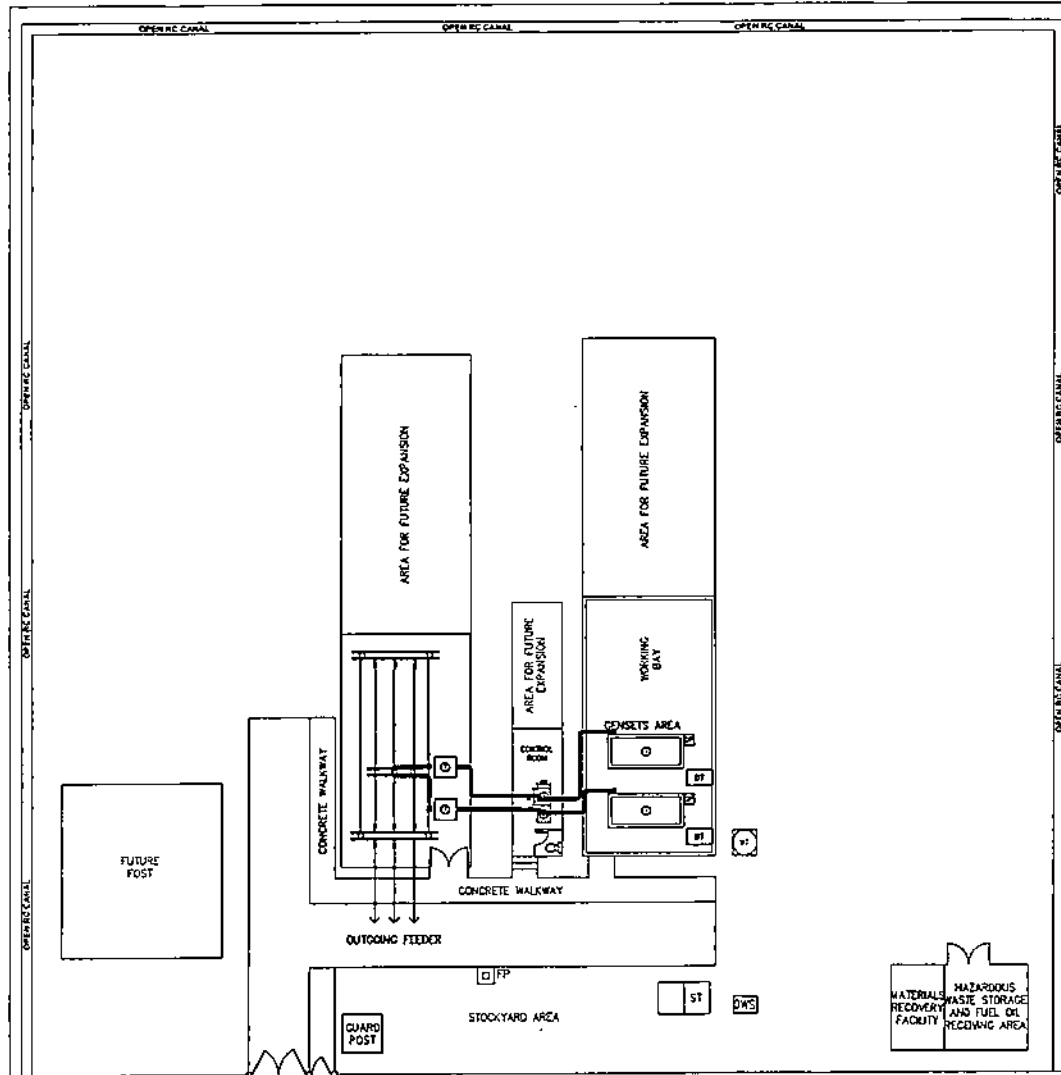 OPEN RC CANAL
OPEN RC CANAL
OPEN RC CANAL
OPEN RC CANAL
OPEN RC CANAL
OPEN RC CANAL
OPEN RC CANAL
OPEN RC CANAL
OPEN RC CANAL
OPEN RC CANAL
AREA FOR FUTURE EXPANSION
AREA FOR FUTURE EXPANSION
AREA FOR FUTURE
EXPANSION
WORKING
BAY
GENSETS AREA
CONTROL
ROOM
DT
DT
CONCRETE WALKWAY
FUTURE
POST
CONCRETE WALKWAY
OUTGOING FEEDER
FP
ST
OWS
STOCKYARD AREA
GUARD
POST
MATERIALS
RECOVERY
FACILITY
HAZARDOUS
WASTE STORAGE
AND FUEL OIL
RECEIVING AREA